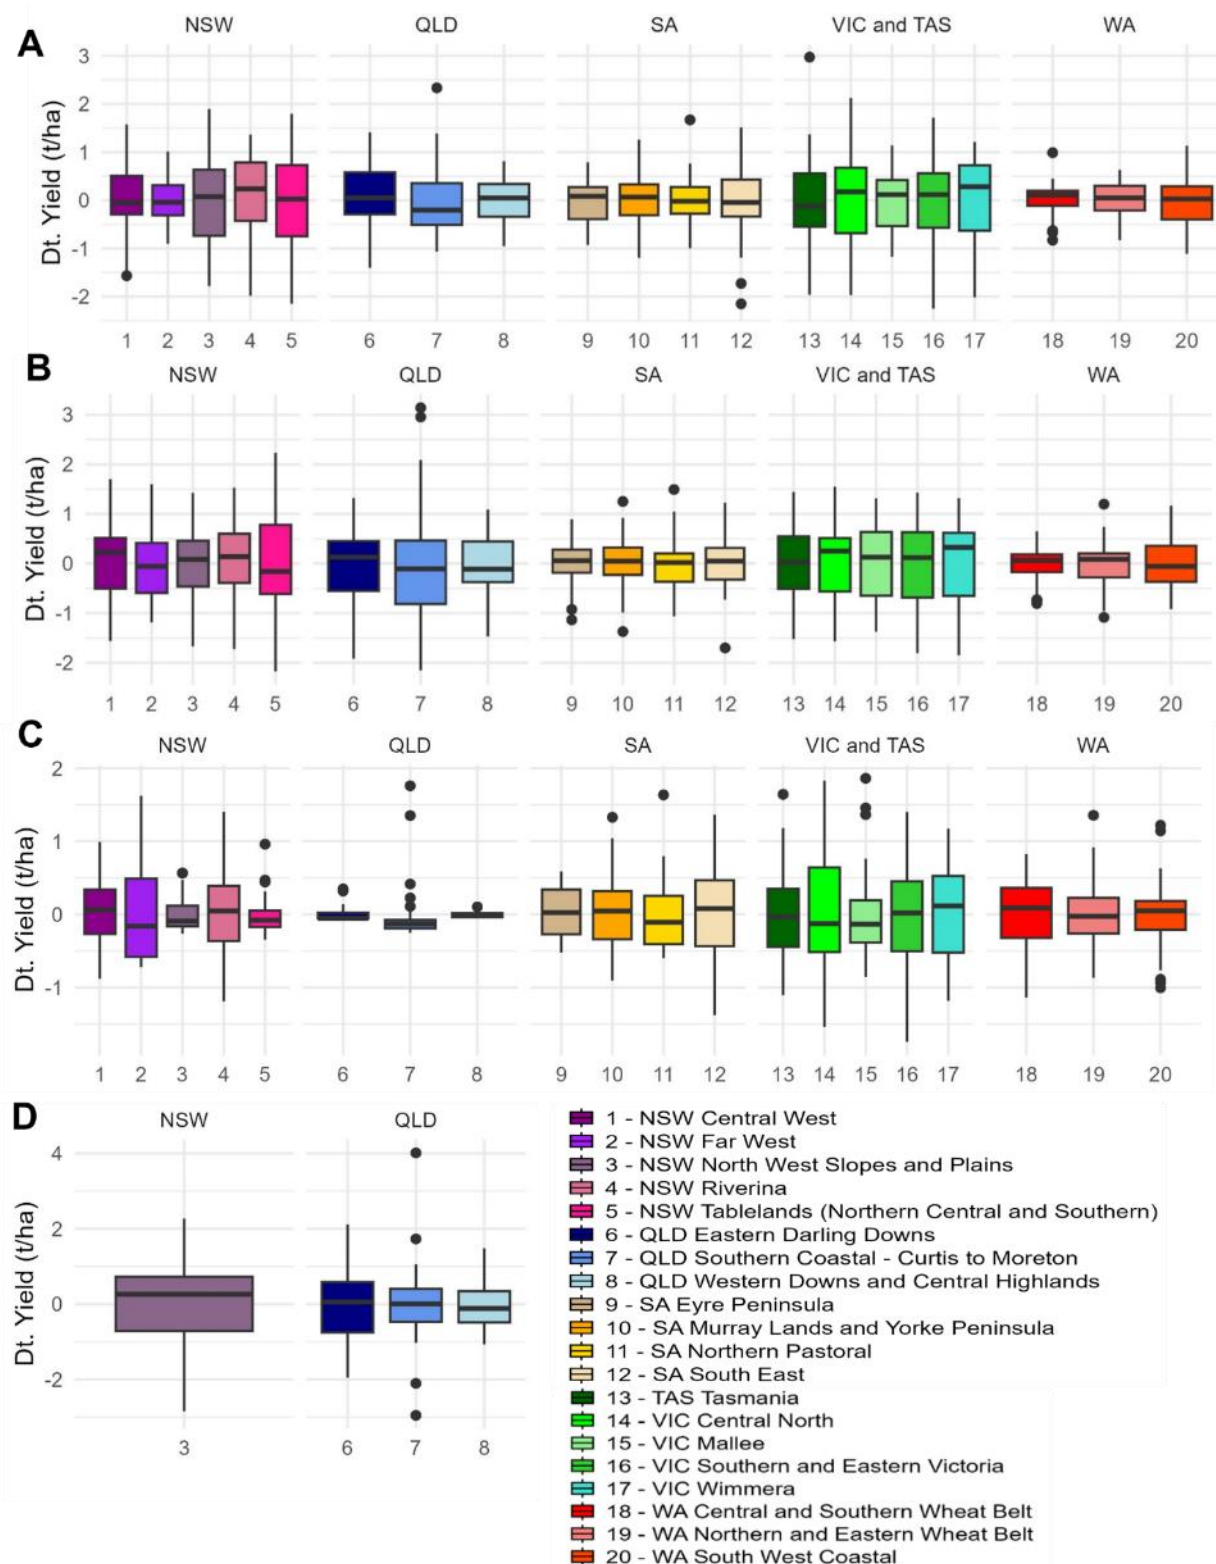 A
NSW QLD SA VIC and TAS WA
Dt. Yield (t/ha)
3
2
1
0
-1
-2
1 2 3 4 5 6 7 8 9 10 11 12 13 14 15 16 17 18 19 20
B
NSW QLD SA VIC and TAS WA
Dt. Yield (t/ha)
3
2
1
0
-1
-2
1 2 3 4 5 6 7 8 9 10 11 12 13 14 15 16 17 18 19 20
C
NSW QLD SA VIC and TAS WA
Dt. Yield (t/ha)
2
1
0
-1
1 2 3 4 5 6 7 8 9 10 11 12 13 14 15 16 17 18 19 20
D
NSW QLD
Dt. Yield (t/ha)
4
2
0
-2
3 6 7 8
1 - NSW Central West
2 - NSW Far West
3 - NSW North West Slopes and Plains
4 - NSW Riverina
5 - NSW Tablelands (Northern Central and Southern)
6 - QLD Eastern Darling Downs
7 - QLD Southern Coastal - Curtis to Moreton
8 - QLD Western Downs and Central Highlands
9 - SA Eyre Peninsula
10 - SA Murray Lands and Yorke Peninsula
11 - SA Northern Pastoral
12 - SA South East
13 - TAS Tasmania
14 - VIC Central North
15 - VIC Mallee
16 - VIC Southern and Eastern Victoria
17 - VIC Wimmera
18 - WA Central and Southern Wheat Belt
19 - WA Northern and Eastern Wheat Belt
20 - WA South West Coastal